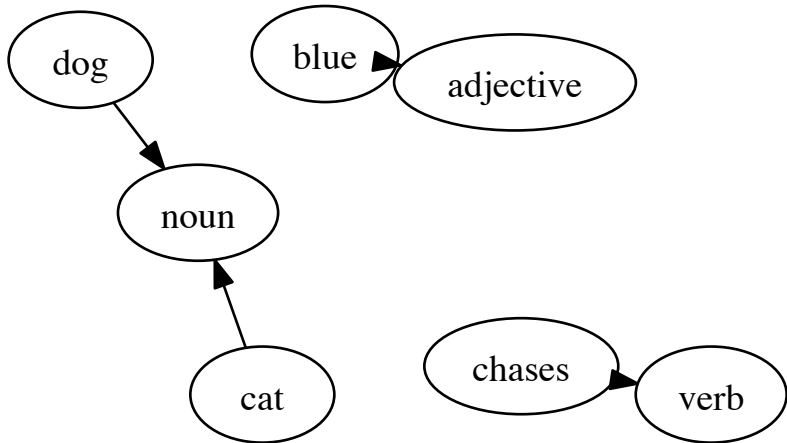 dog
blue
adjective
noun
chases
cat
verb